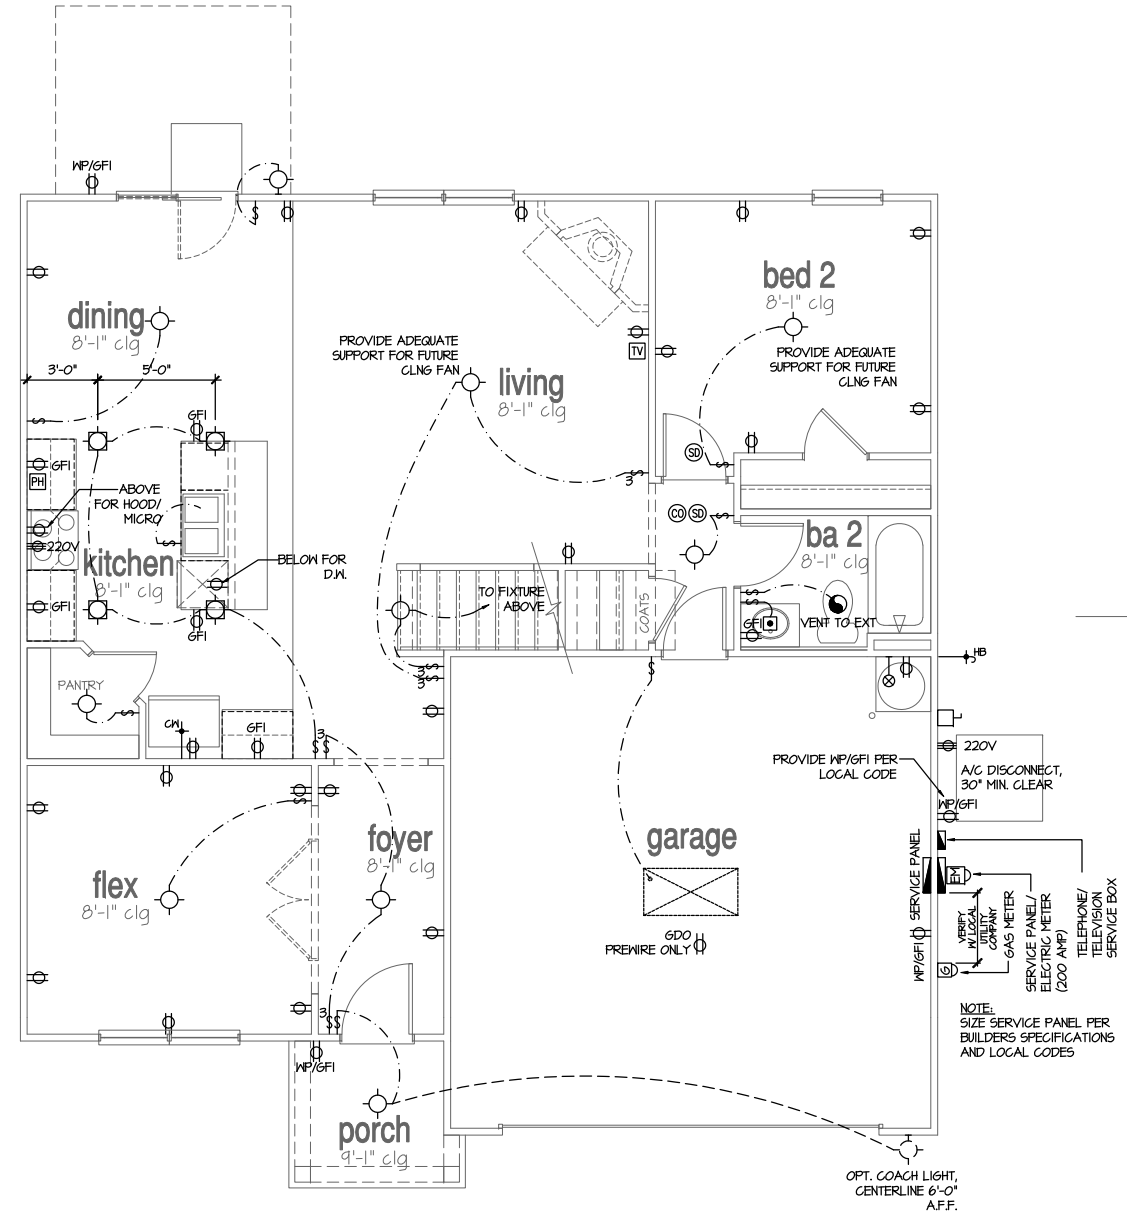 WP/GFI
dining
8'-1" clg
3'-0"
5'-0"
PROVIDE ADEQUATE
SUPPORT FOR FUTURE
CLNG FAN
living
8'-1" clg
TV
bed 2
8'-1" clg
PROVIDE ADEQUATE
SUPPORT FOR FUTURE
CLNG FAN
S
S
GFI
GFI
PH
ABOVE
FOR HOOD/
MICRO
S
220V
kitchen
8'-1" clg
GFI
GFI
BELOW FOR
D.W.
S
3
SD
S
CO
SD
S
ba 2
8'-1" clg
S
S
GFI
VENT TO EXT
TO FIXTURE
ABOVE
COATS
S
3
S
3
S
HB
PANTRY
S
CW
GFI
3
S S
220V
A/C DISCONNECT,
30" MIN. CLEAR
PROVIDE WP/GFI PER
LOCAL CODE
WP/GFI
S
flex
8'-1" clg
foyer
8'-1" clg
garage
GDO
PREWIRE ONLY
SERVICE PANEL
WP/GFI
EM
G
VERIFY
W/ LOCAL
UTILITY
COMPANY
GAS METER
SERVICE PANEL/
ELECTRIC METER
(200 AMP)
TELEPHONE/
TELEVISION
SERVICE BOX
NOTE:
SIZE SERVICE PANEL PER
BUILDERS SPECIFICATIONS
AND LOCAL CODES
3
S S
WP/GFI
porch
9'-1" clg
OPT. COACH LIGHT,
CENTERLINE 6'-0"
A.F.F.